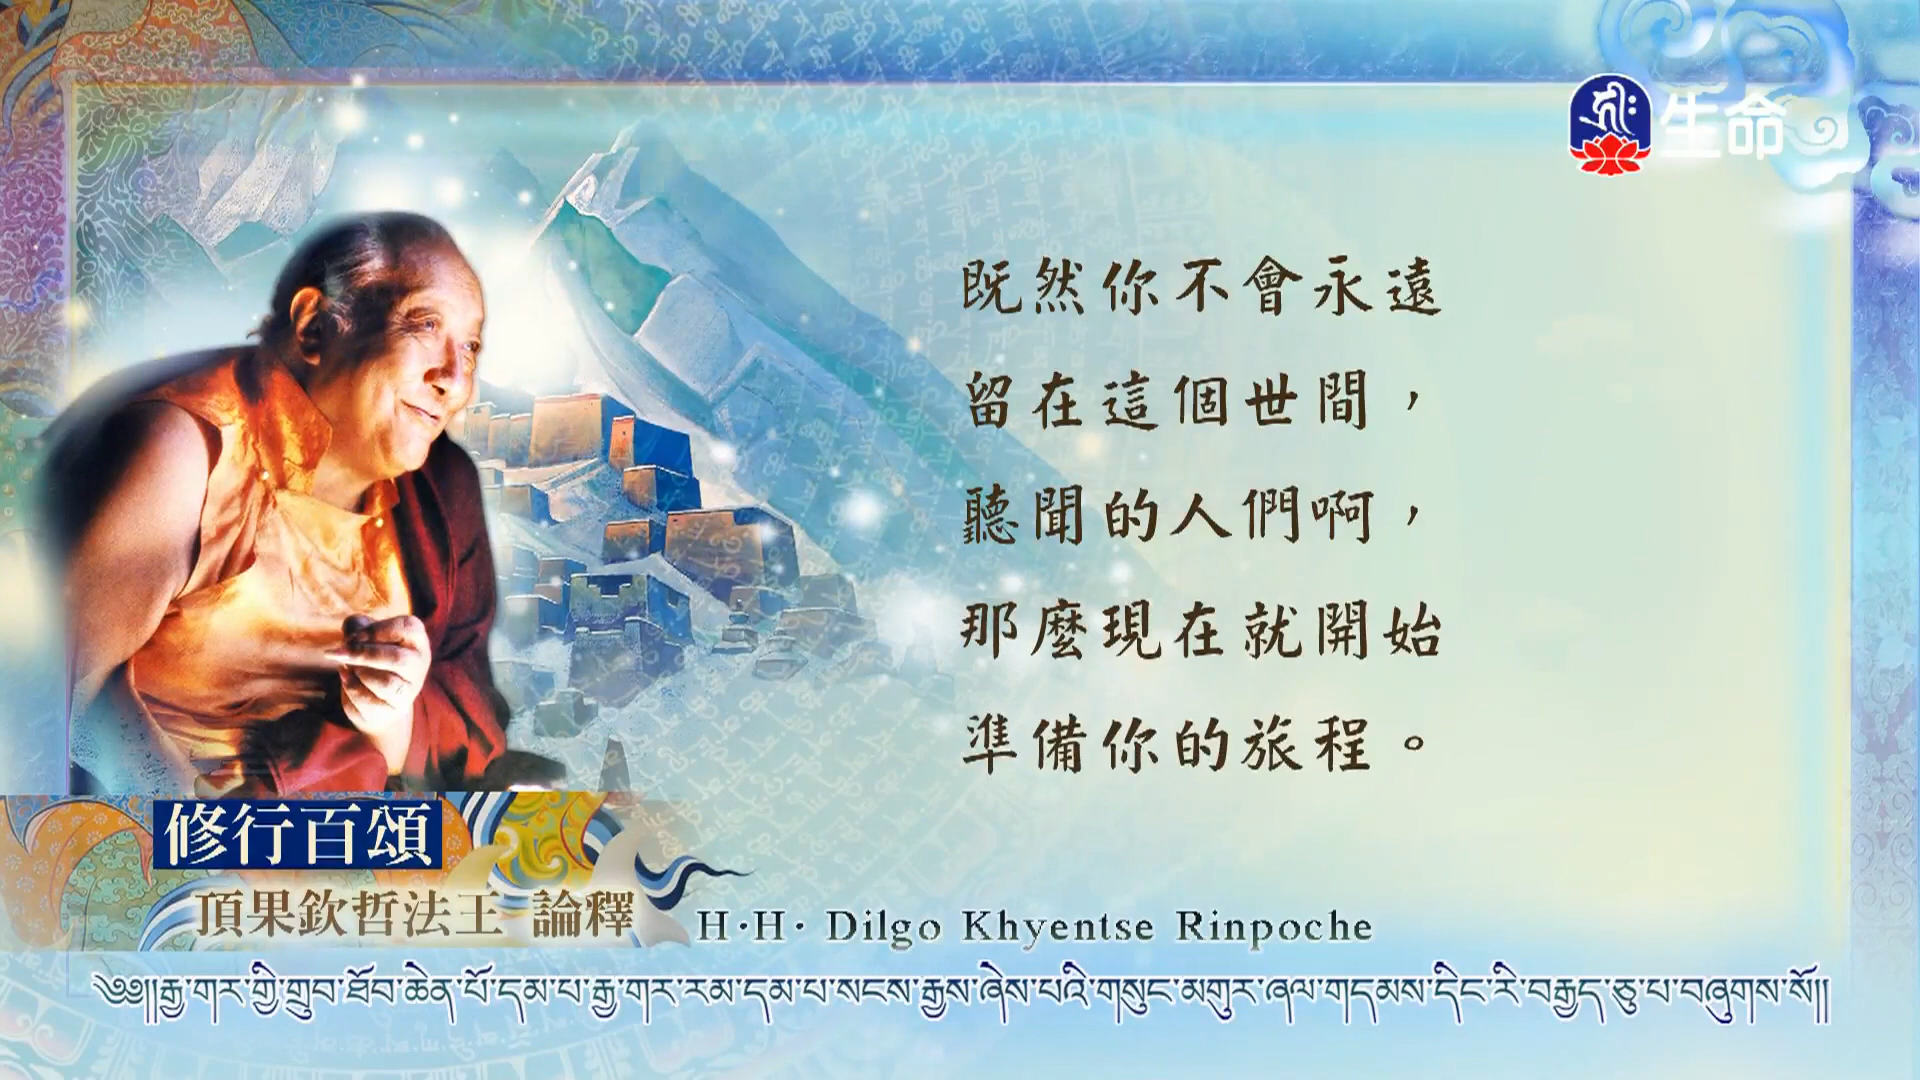 生命
既然你不會永遠
留在這個世間，
聽聞的人們啊，
那麼現在就開始
準備你的旅程。
修行百頌
頂果欽哲法王 論釋
H.H. Dilgo Khyentse Rinpoche
༄༅།།རྒྱ་གར་གྱི་གྲུབ་ཐོབ་ཆེན་པོ་དམ་པ་རྒྱ་གར་རམ་དམ་པ་སངས་རྒྱས་ཞེས་པའི་གསུང་མགུར་ཞལ་གདམས་དིང་རི་བརྒྱད་ཅུ་པ་བཞུགས་སོ།།